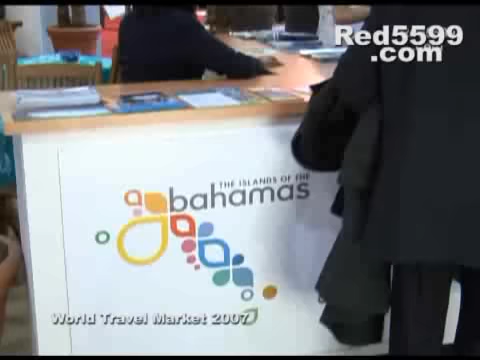 Red5599
.com
THE ISLANDS OF THE
bahamas
World Travel Market 2007